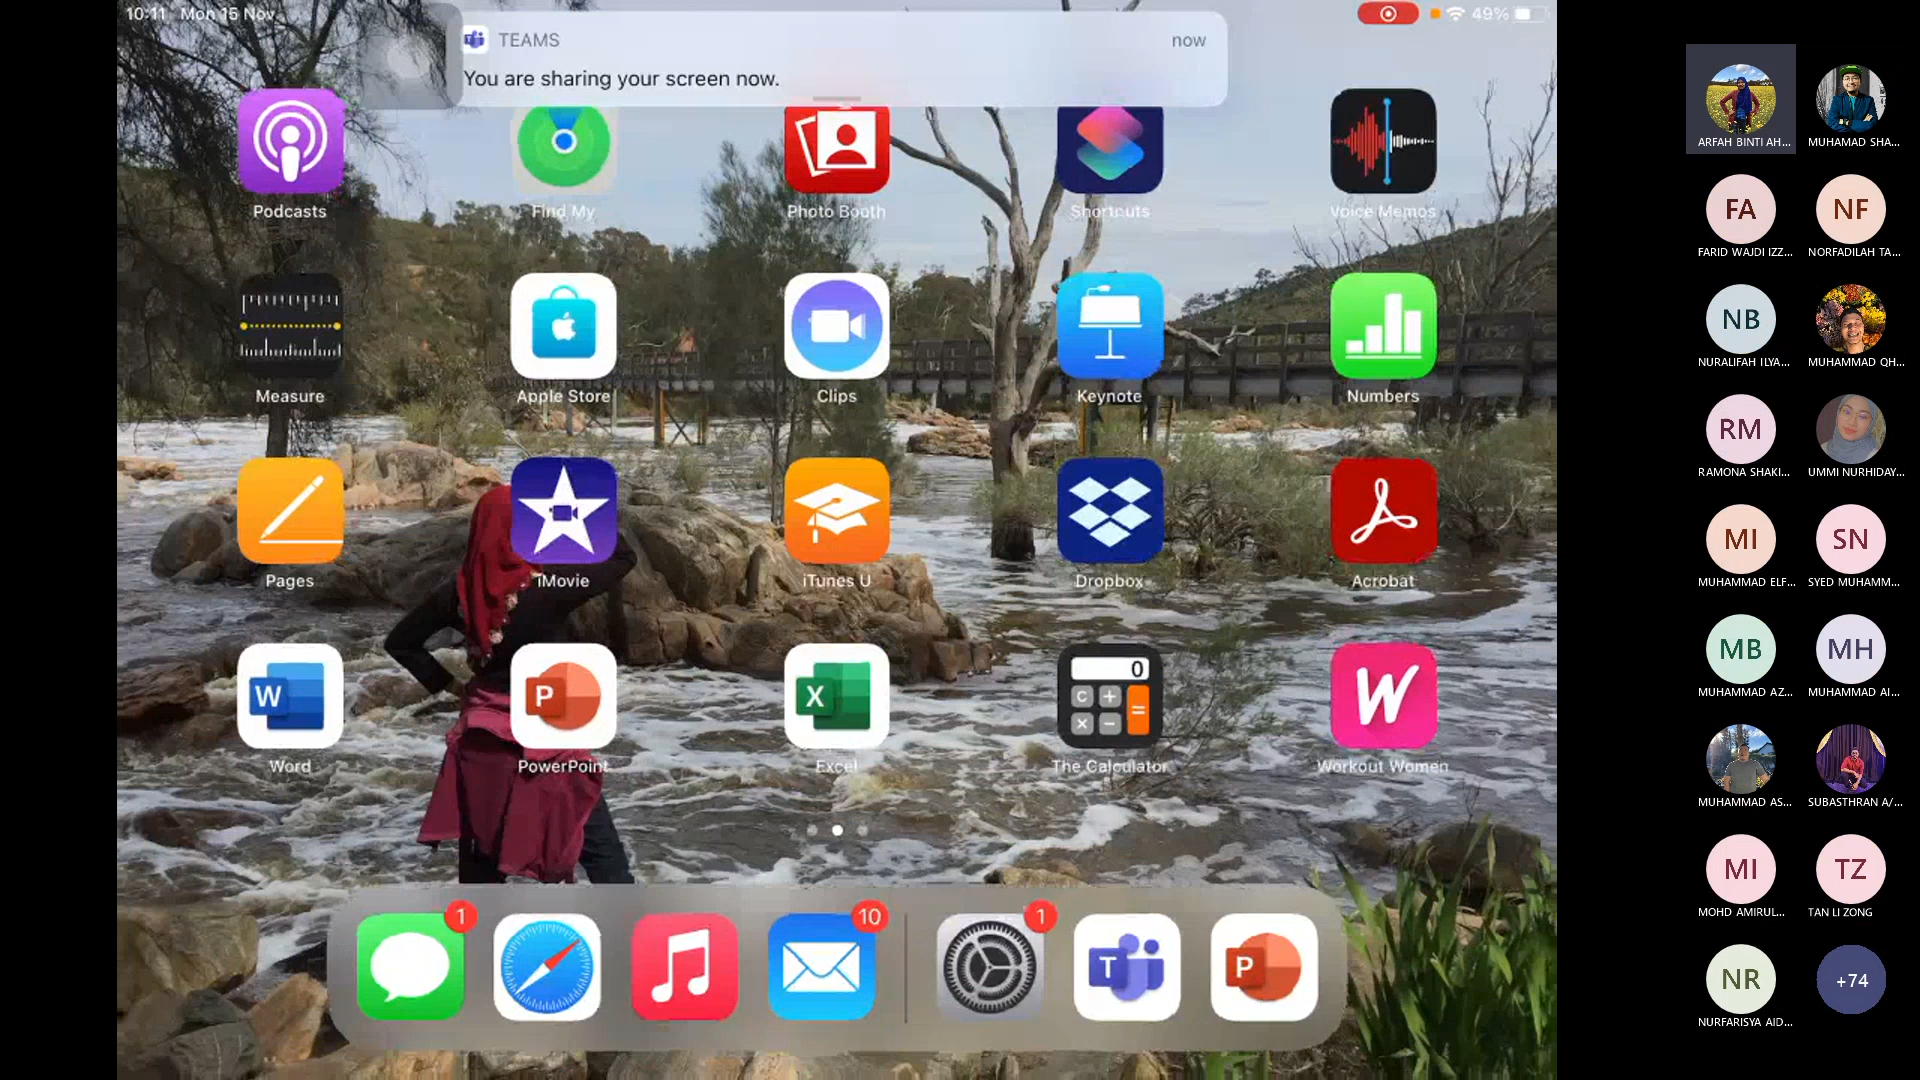 10:11 Mon 15 Nov
49%
TEAMS
now
You are sharing your screen now.
Podcasts
Find My
Photo Booth
Shortcuts
Voice Memos
Measure
Apple Store
Clips
Keynote
Numbers
Pages
iMovie
iTunes U
Dropbox
Acrobat
W
P
X
0
C +
× − =
W
Word
PowerPoint
Excel
The Calculator
Workout Women
1
10
1
T
P
ARFAH BINTI AH...
MUHAMAD SHA...
FA
NF
FARID WAJDI IZZ...
NORFADILAH TA...
NB
NURALIFAH ILYA...
MUHAMMAD QH...
RM
RAMONA SHAKI...
UMMI NURHIDAY...
MI
SN
MUHAMMAD ELF...
SYED MUHAMM...
MB
MH
MUHAMMAD AZ...
MUHAMMAD AI...
MUHAMMAD AS...
SUBASTHRAN A/...
MI
TZ
MOHD AMIRUL...
TAN LI ZONG
NR
+74
NURFARISYA AID...